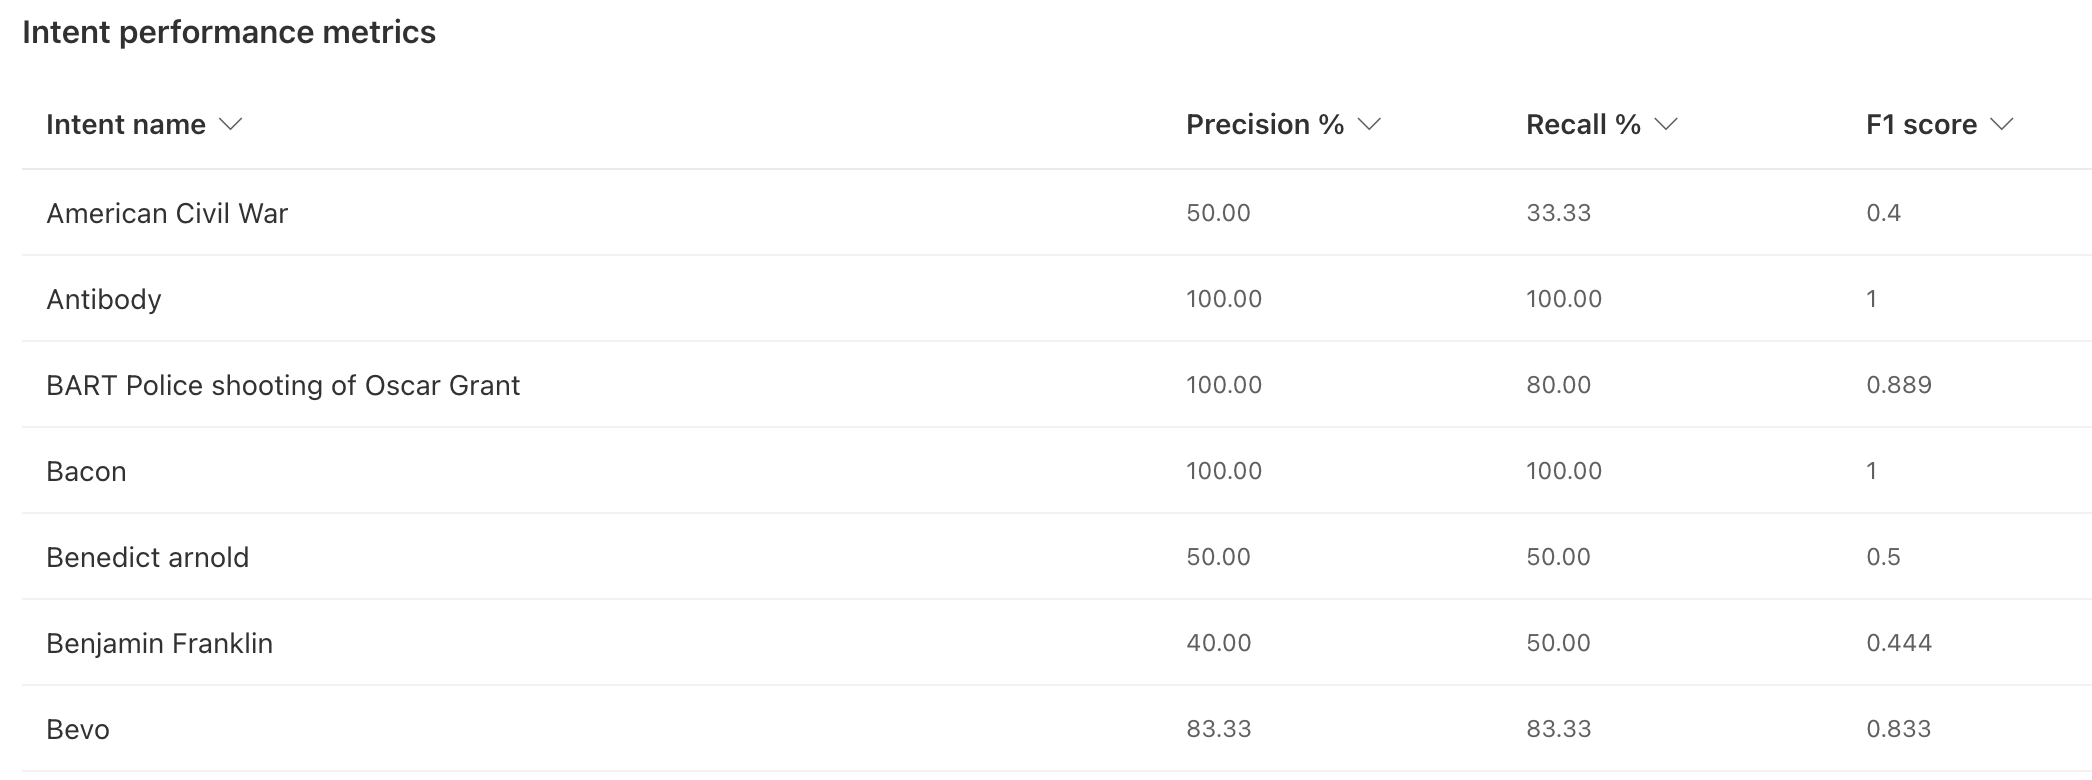 Intent performance metrics
Intent name Precision % Recall % F1 score
American Civil War 50.00 33.33 0.4
Antibody 100.00 100.00 1
BART Police shooting of Oscar Grant 100.00 80.00 0.889
Bacon 100.00 100.00 1
Benedict arnold 50.00 50.00 0.5
Benjamin Franklin 40.00 50.00 0.444
Bevo 83.33 83.33 0.833